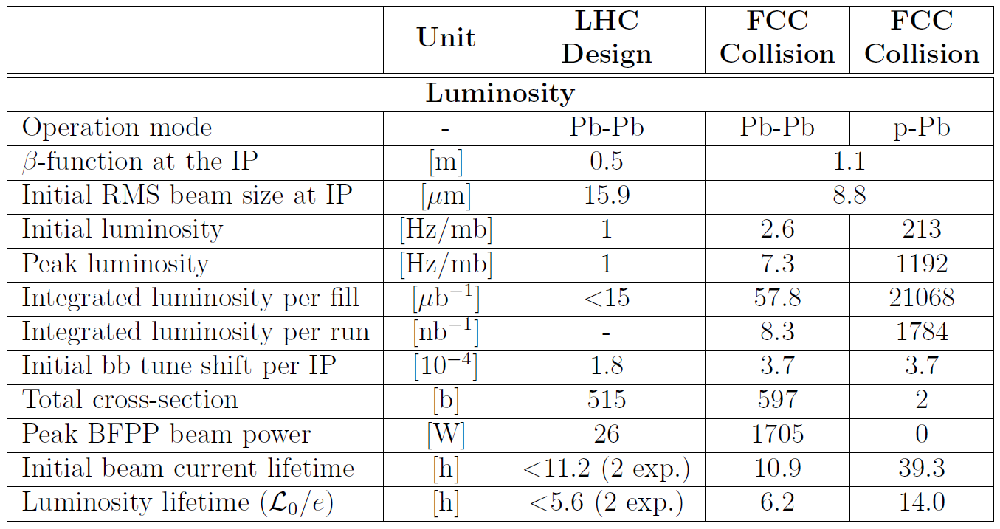 Unit LHC Design FCC Collision FCC Collision
Luminosity
Operation mode - Pb-Pb Pb-Pb p-Pb
β-function at the IP [m] 0.5 1.1
Initial RMS beam size at IP [μm] 15.9 8.8
Initial luminosity [Hz/mb] 1 2.6 213
Peak luminosity [Hz/mb] 1 7.3 1192
Integrated luminosity per fill [μb⁻¹] <15 57.8 21068
Integrated luminosity per run [nb⁻¹] - 8.3 1784
Initial bb tune shift per IP [10⁻⁴] 1.8 3.7 3.7
Total cross-section [b] 515 597 2
Peak BFPP beam power [W] 26 1705 0
Initial beam current lifetime [h] <11.2 (2 exp.) 10.9 39.3
Luminosity lifetime (𝓛₀/e) [h] <5.6 (2 exp.) 6.2 14.0